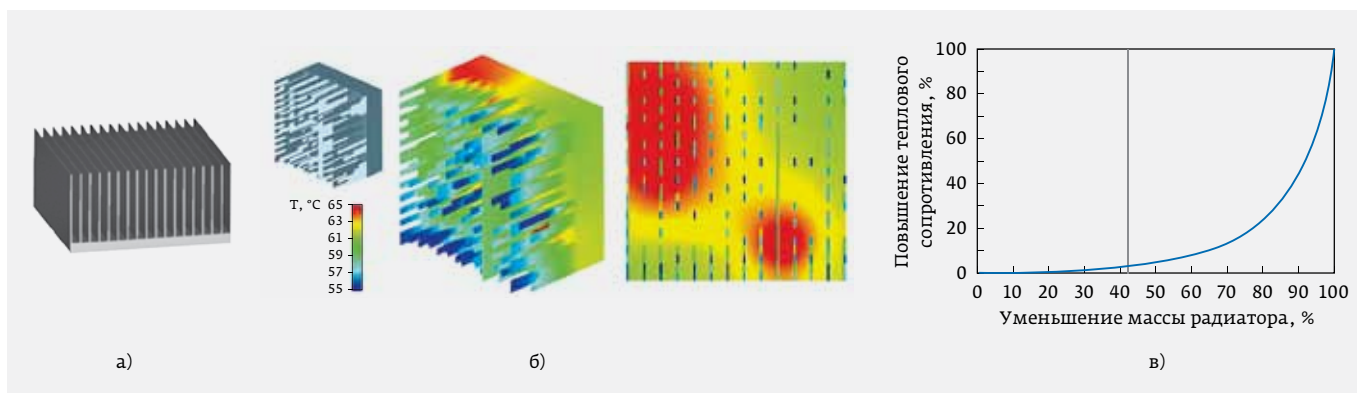 T, °C
65
63
61
59
57
55
Повышение теплового
сопротивления, %
100
80
60
40
20
0
0 10 20 30 40 50 60 70 80 90 100
Уменьшение массы радиатора, %
а)
б)
в)